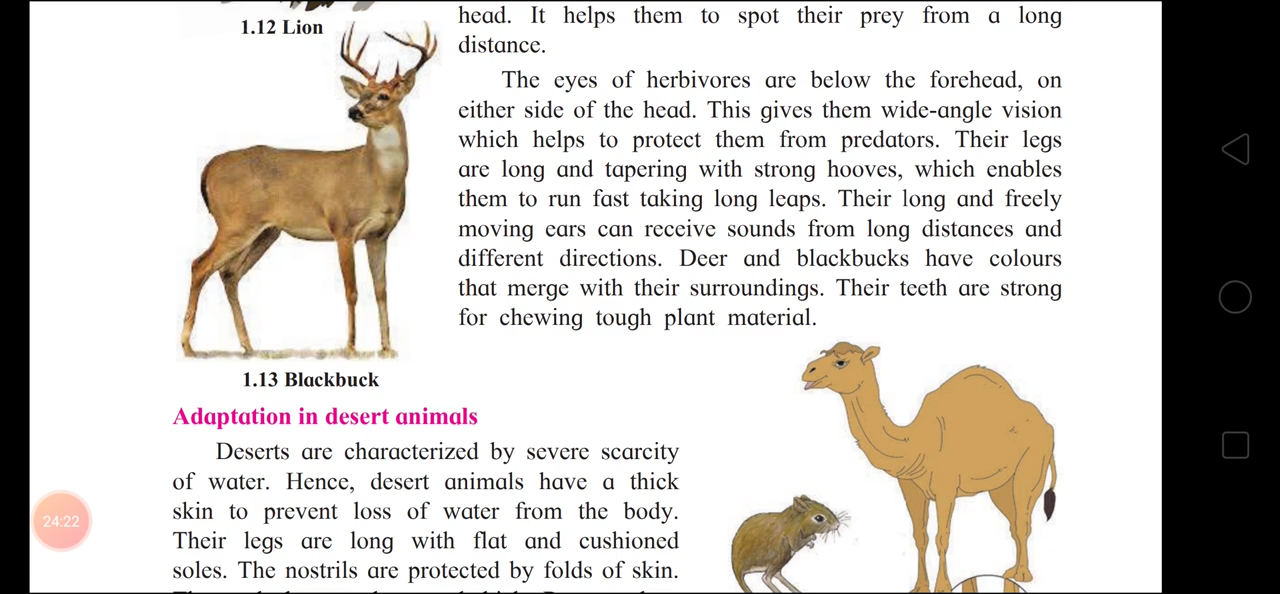 1.12 Lion
head. It helps them to spot their prey from a long
distance.
The eyes of herbivores are below the forehead, on
either side of the head. This gives them wide-angle vision
which helps to protect them from predators. Their legs
are long and tapering with strong hooves, which enables
them to run fast taking long leaps. Their long and freely
moving ears can receive sounds from long distances and
different directions. Deer and blackbucks have colours
that merge with their surroundings. Their teeth are strong
for chewing tough plant material.
1.13 Blackbuck
Adaptation in desert animals
Deserts are characterized by severe scarcity
of water. Hence, desert animals have a thick
skin to prevent loss of water from the body.
Their legs are long with flat and cushioned
soles. The nostrils are protected by folds of skin.
24:22